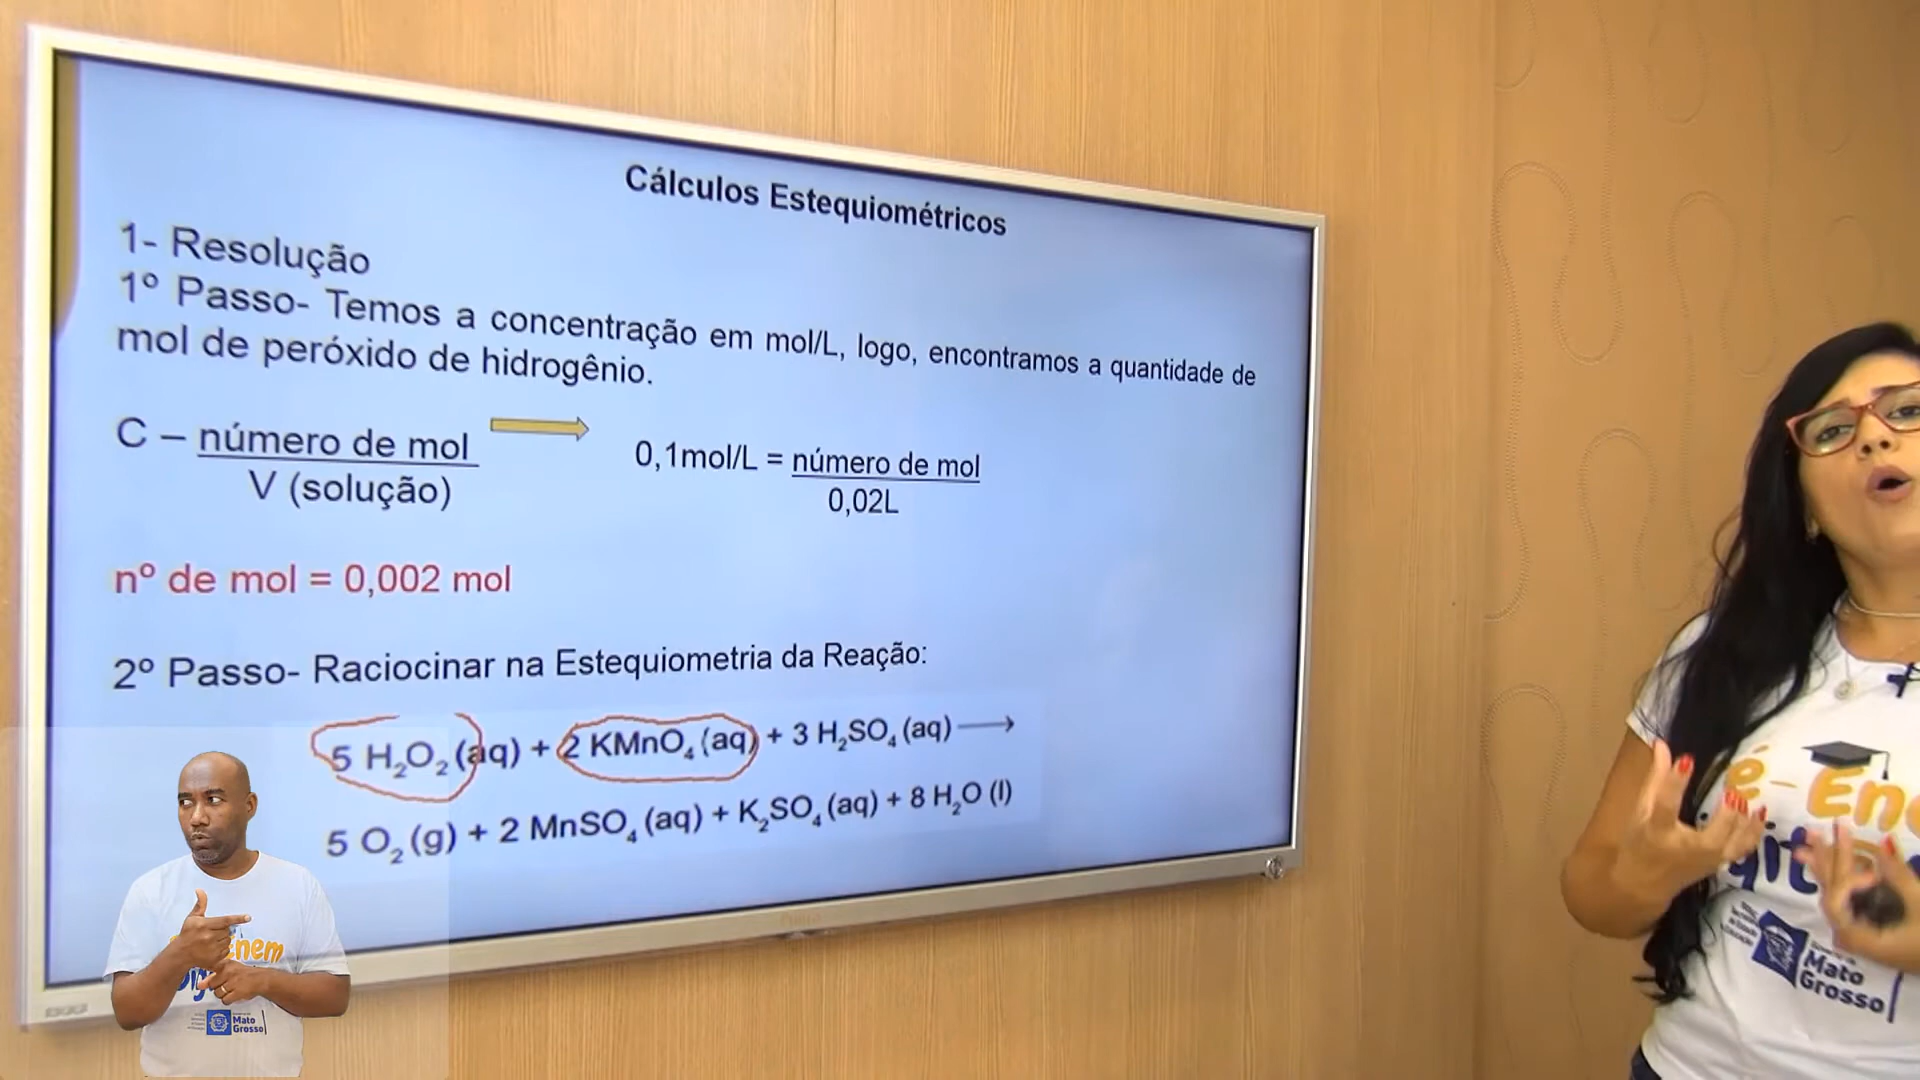 Cálculos Estequiométricos
1- Resolução
1º Passo- Temos a concentração em mol/L, logo, encontramos a quantidade de
mol de peróxido de hidrogênio.
C – número de mol
V (solução)
0,1mol/L = número de mol
0,02L
nº de mol = 0,002 mol
2º Passo- Raciocinar na Estequiometria da Reação:
5 H₂O₂ (aq) + 2 KMnO₄ (aq) + 3 H₂SO₄ (aq) ⟶
5 O₂ (g) + 2 MnSO₄ (aq) + K₂SO₄ (aq) + 8 H₂O (l)
Enem
Mato
Grosso
Mato
Grosso